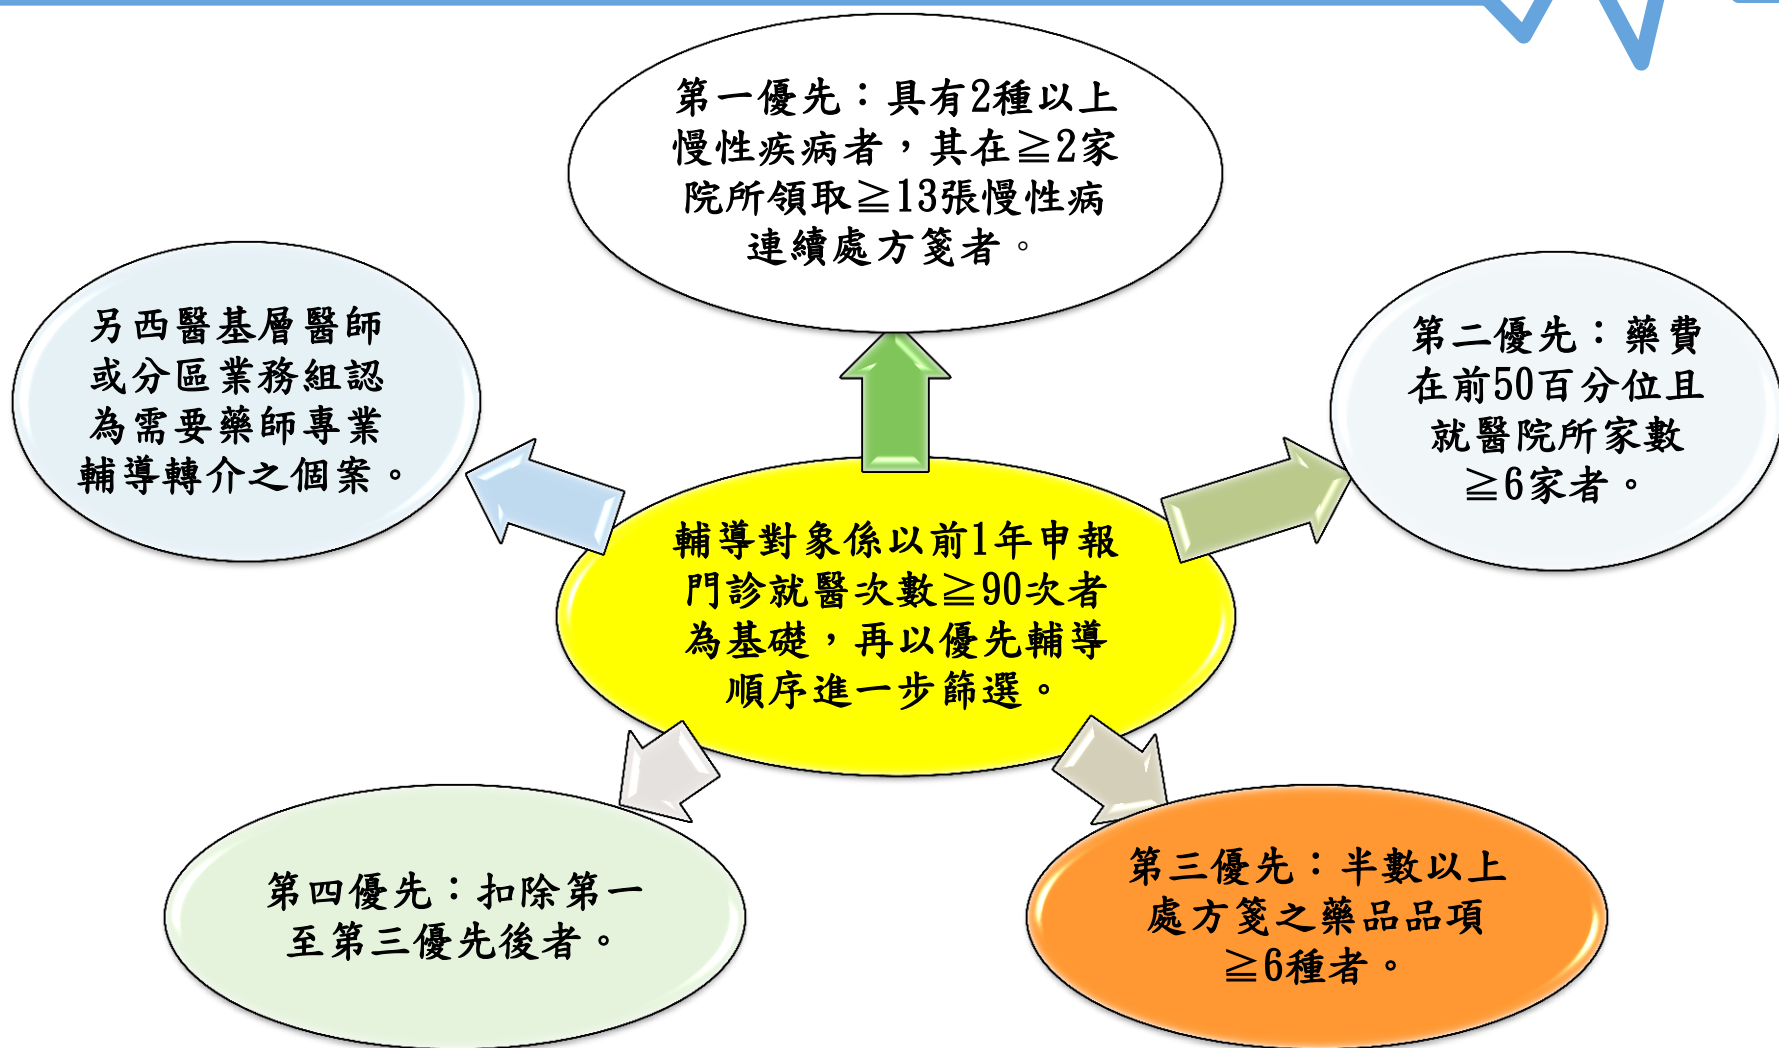 第一優先：具有2種以上
慢性疾病者，其在≧2家
院所領取≧13張慢性病
連續處方箋者。
另西醫基層醫師
或分區業務組認
為需要藥師專業
輔導轉介之個案。
第二優先：藥費
在前50百分位且
就醫院所家數
≧6家者。
輔導對象係以前1年申報
門診就醫次數≧90次者
為基礎，再以優先輔導
順序進一步篩選。
第四優先：扣除第一
至第三優先後者。
第三優先：半數以上
處方箋之藥品品項
≧6種者。